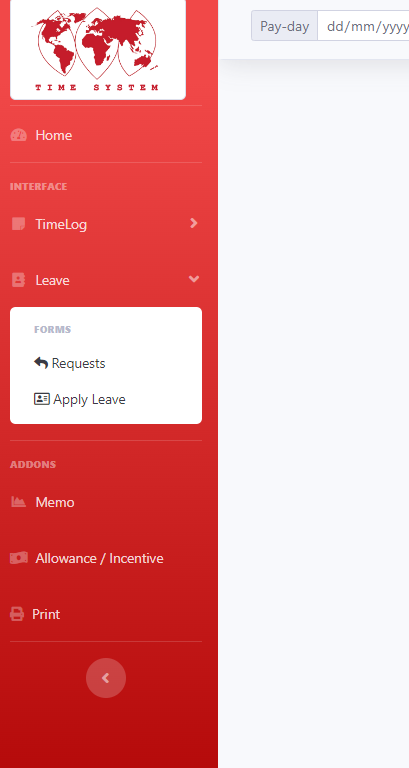 TIME SYSTEM
Pay-day dd/mm/yyyy
Home
INTERFACE
TimeLog
Leave
FORMS
Requests
Apply Leave
ADDONS
Memo
Allowance / Incentive
Print